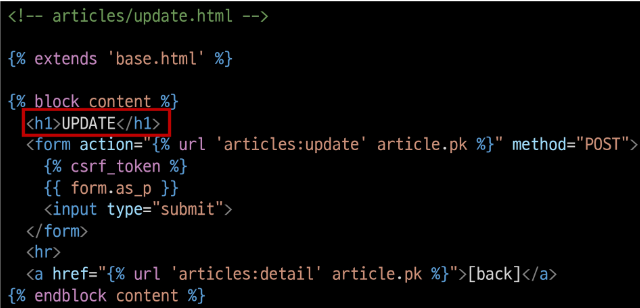 <!-- articles/update.html -->
{% extends 'base.html' %}
{% block content %}
<h1>UPDATE</h1>
<form action="{% url 'articles:update' article.pk %}" method="POST">
{% csrf_token %}
{{ form.as_p }}
<input type="submit">
</form>
<hr>
<a href="{% url 'articles:detail' article.pk %}">[back]</a>
{% endblock content %}